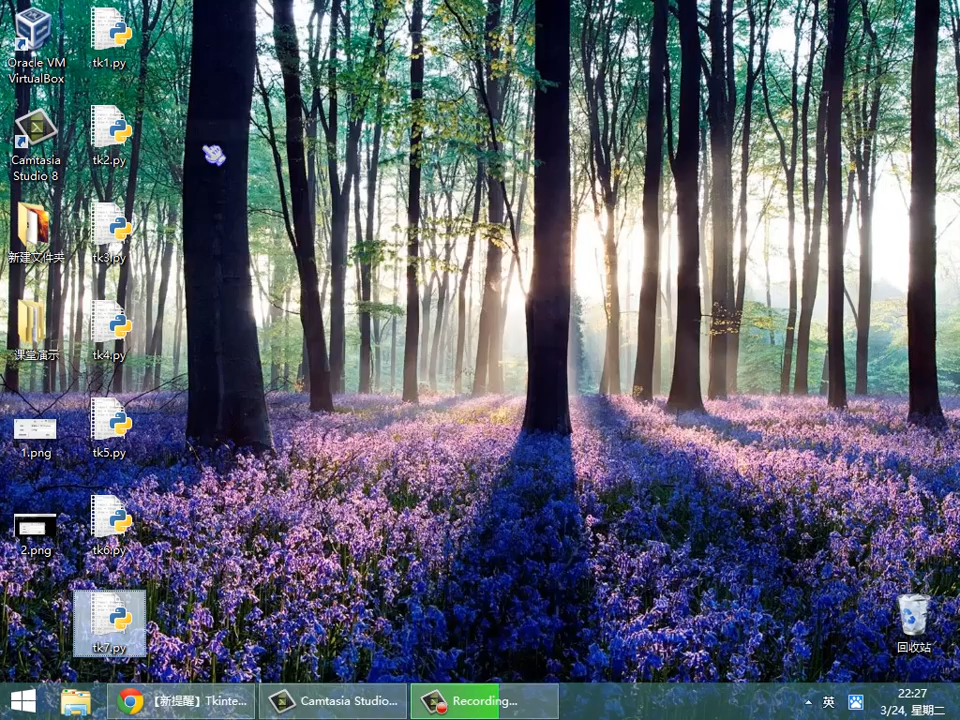 Oracle VM
VirtualBox
Camtasia
Studio 8
新建文件夹
课堂演示
1.png
2.png
tk1.py
tk2.py
tk3.py
tk4.py
tk5.py
tk6.py
tk7.py
回收站
【新提醒】Tkinte...
Camtasia Studio...
Recording...
英
22:27
3/24, 星期二